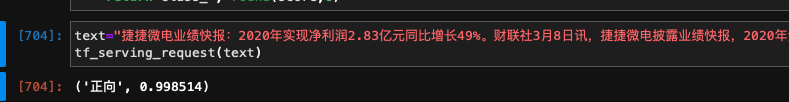 [704]: text="捷捷微电业绩快报：2020年实现净利润2.83亿元同比增长49%。财联社3月8日讯，捷捷微电披露业绩快报，2020年
tf_serving_request(text)
[704]: ('正向', 0.998514)